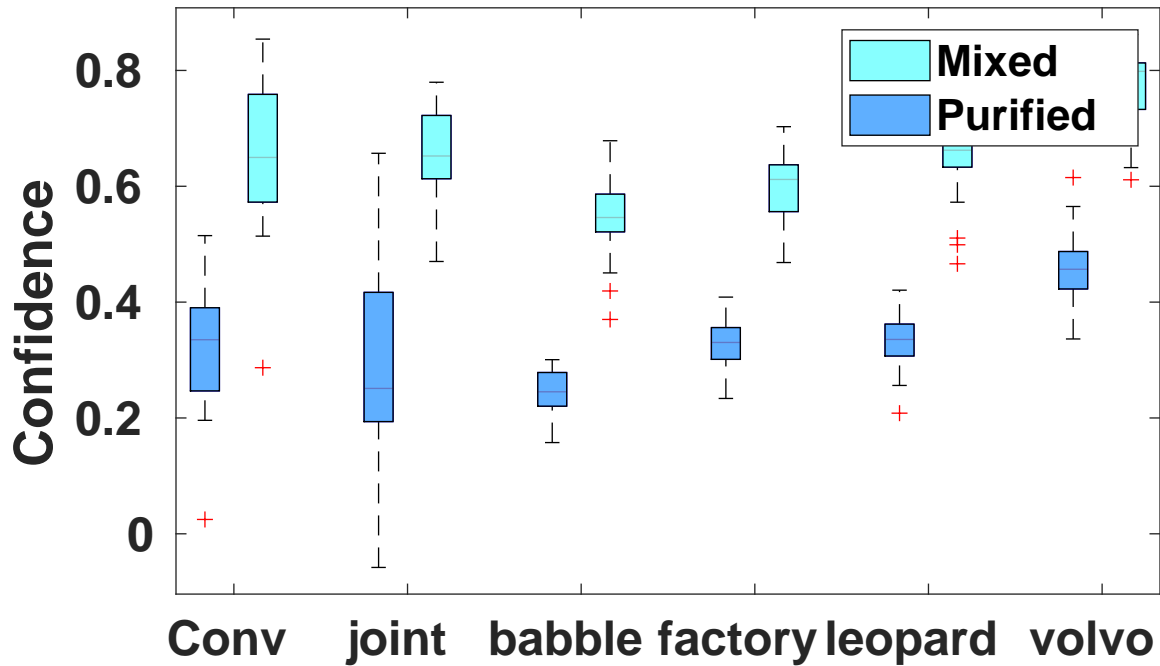 Mixed
Purified
Confidence
0.8
0.6
0.4
0.2
0
Conv joint babble factory leopard volvo